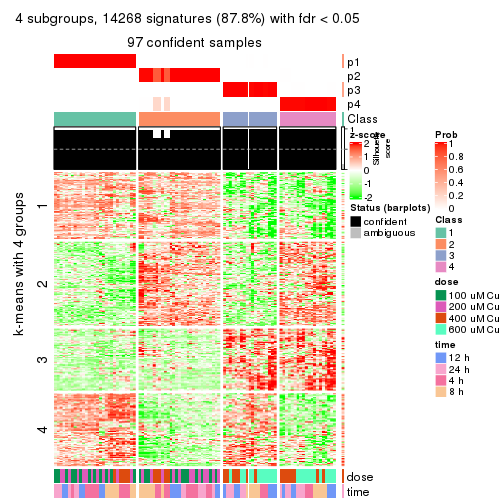 4 subgroups, 14268 signatures (87.8%) with fdr < 0.05
97 confident samples
p1
p2
p3
p4
Class
1
z-score
2
1
0
-1
-2
Silhouette
score
Prob
1
0.8
0.6
0.4
0.2
0
Status (barplots)
confident
ambiguous
Class
1
2
3
4
dose
100 uM Cu
200 uM Cu
400 uM Cu
600 uM Cu
time
12 h
24 h
4 h
8 h
k-means with 4 groups
1
2
3
4
dose
time